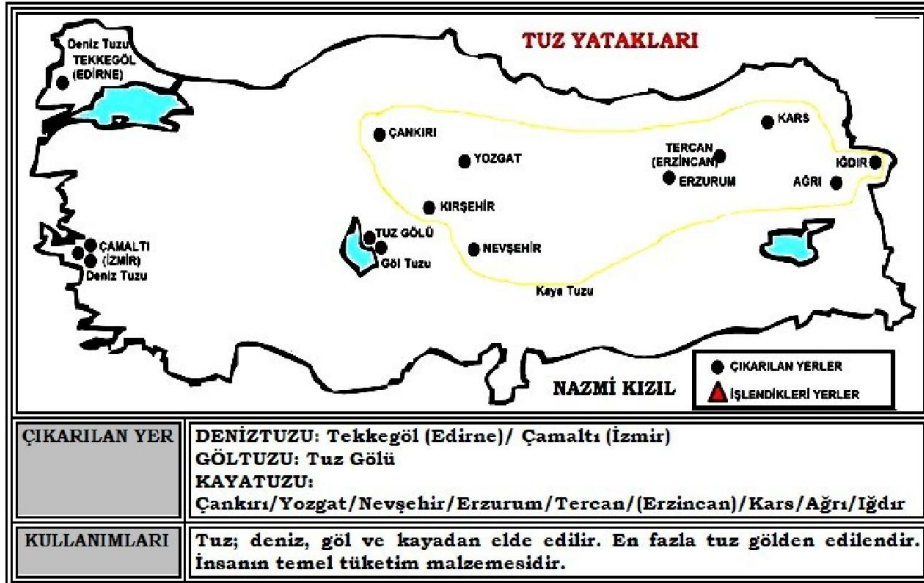 TUZ YATAKLARI
Deniz Tuzu
TEKKEGÖL
(EDİRNE)
KARS
ÇANKIRI
YOZGAT
TERCAN
(ERZİNCAN)
IĞDIR
ERZURUM
AĞRI
KIRŞEHİR
TUZ GÖLÜ
Göl Tuzu
NEVŞEHİR
ÇAMALTI
(İZMİR)
Deniz Tuzu
Kaya Tuzu
NAZMİ KIZIL
ÇIKARILAN YERLER
İŞLENDİKLERİ YERLER
ÇIKARILAN YER
DENİZTUZU: Tekkegöl (Edirne)/ Çamaltı (İzmir)
GÖLTUZU: Tuz Gölü
KAYATUZU:
Çankırı/Yozgat/Nevşehir/Erzurum/Tercan/(Erzincan)/Kars/Ağrı/Iğdır
KULLANIMLARI
Tuz; deniz, göl ve kayadan elde edilir. En fazla tuz gölden edilendir.
İnsanın temel tüketim malzemesidir.